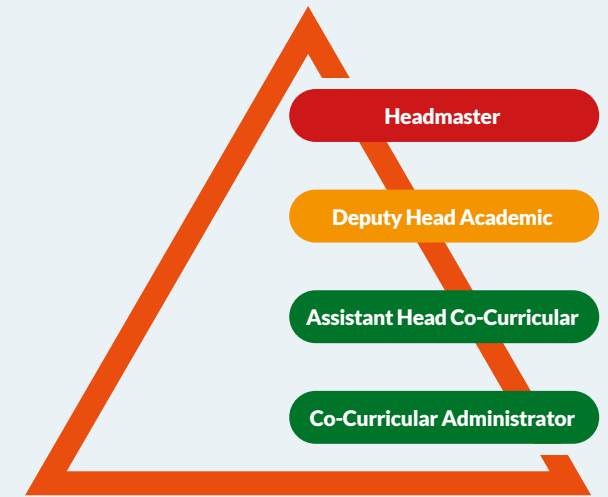 Headmaster
Deputy Head Academic
Assistant Head Co-Curricular
Co-Curricular Administrator